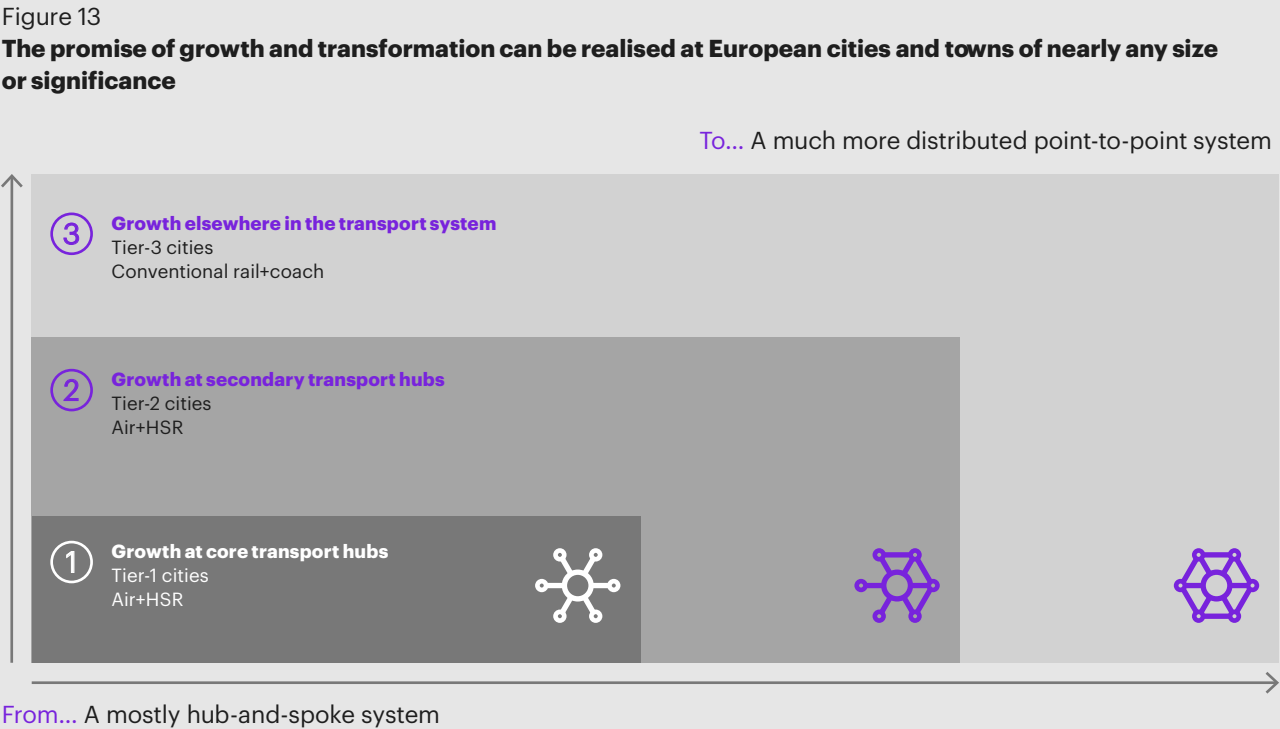 Figure 13
The promise of growth and transformation can be realised at European cities and towns of nearly any size
or significance
To... A much more distributed point-to-point system
3
Growth elsewhere in the transport system
Tier-3 cities
Conventional rail+coach
2
Growth at secondary transport hubs
Tier-2 cities
Air+HSR
1
Growth at core transport hubs
Tier-1 cities
Air+HSR
From... A mostly hub-and-spoke system